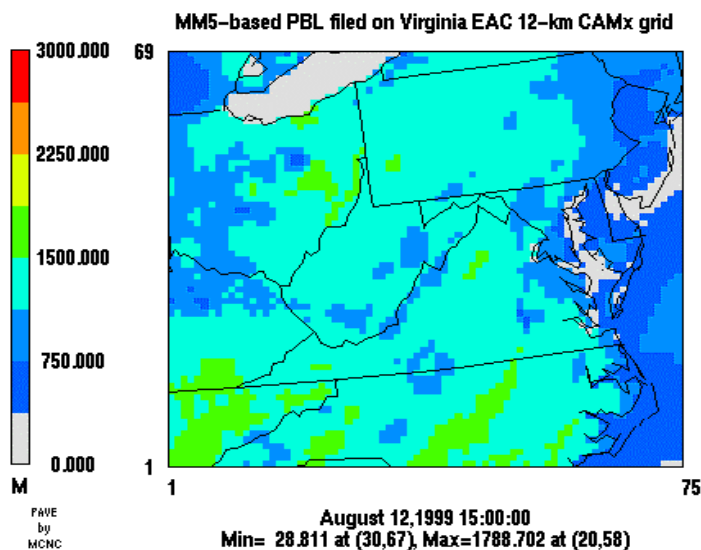 MM5-based PBL filed on Virginia EAC 12-km CAMx grid
3000.000
2250.000
1500.000
750.000
0.000
M
PAVE
by
MCNC
69
1
1
75
August 12,1999 15:00:00
Min= 28.811 at (30,67), Max=1788.702 at (20,58)